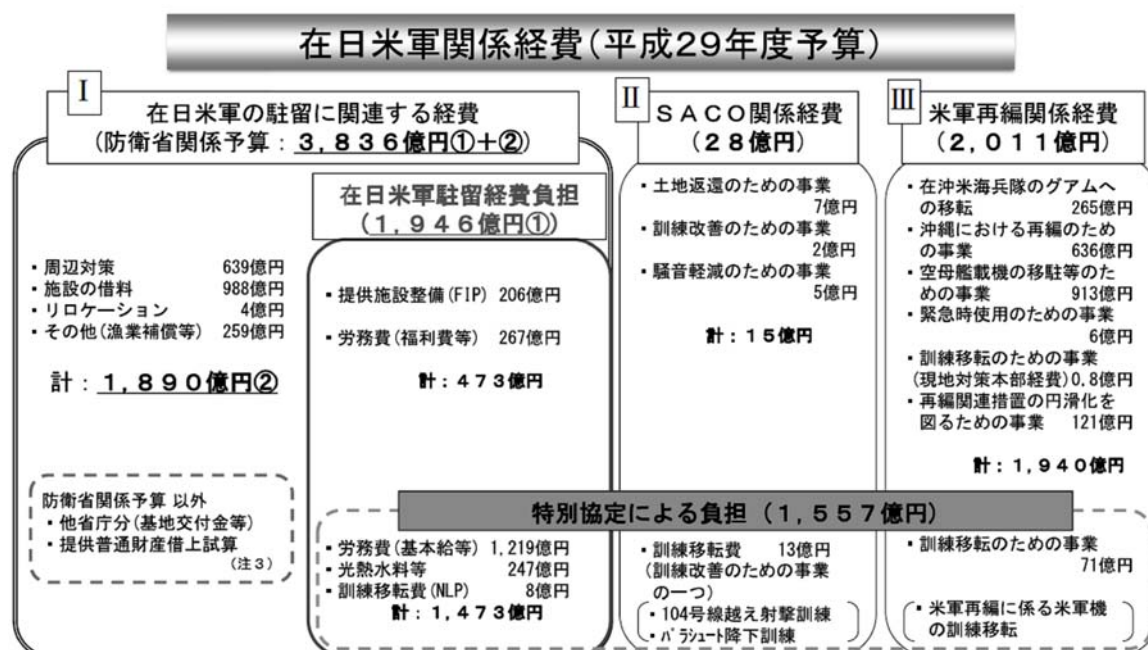 在日米軍関係経費(平成29年度予算)
Ⅰ
在日米軍の駐留に関連する経費
(防衛省関係予算：3,836億円①＋②)
・周辺対策 639億円
・施設の借料 988億円
・リロケーション 4億円
・その他(漁業補償等) 259億円
計：1,890億円②
防衛省関係予算 以外
・他省庁分(基地交付金等)
・提供普通財産借上試算
(注３)
在日米軍駐留経費負担
(1,946億円①)
・提供施設整備(FIP) 206億円
・労務費(福利費等) 267億円
計：473億円
Ⅱ
ＳＡＣＯ関係経費
(28億円)
・土地返還のための事業
7億円
・訓練改善のための事業
2億円
・騒音軽減のための事業
5億円
計：15億円
Ⅲ
米軍再編関係経費
(2,011億円)
・在沖米海兵隊のグアムへ
の移転 265億円
・沖縄における再編のため
の事業 636億円
・空母艦載機の移駐等のた
めの事業 913億円
・緊急時使用のための事業
6億円
・訓練移転のための事業
(現地対策本部経費)0.8億円
・再編関連措置の円滑化を
図るための事業 121億円
計：1,940億円
特別協定による負担（1,557億円）
・労務費(基本給等) 1,219億円
・光熱水料等 247億円
・訓練移転費(NLP) 8億円
計：1,473億円
・訓練移転費 13億円
(訓練改善のための事業
の一つ)
・104号線越え射撃訓練
・ﾊﾟﾗｼｭｰﾄ降下訓練
・訓練移転のための事業
71億円
・米軍再編に係る米軍機
の訓練移転